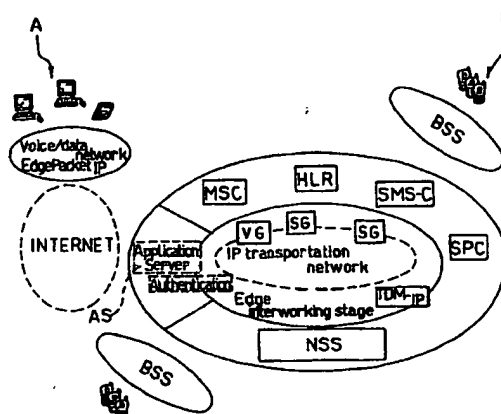 A
Voice/data
network
EdgePacket IP
BSS
MSC
HLR
SMS-C
SPC
VG
SG
SG
IP transportation
network
INTERNET
Application
Server
Authentication
AS
Edge
interworking stage
TDM-IP
NSS
BSS